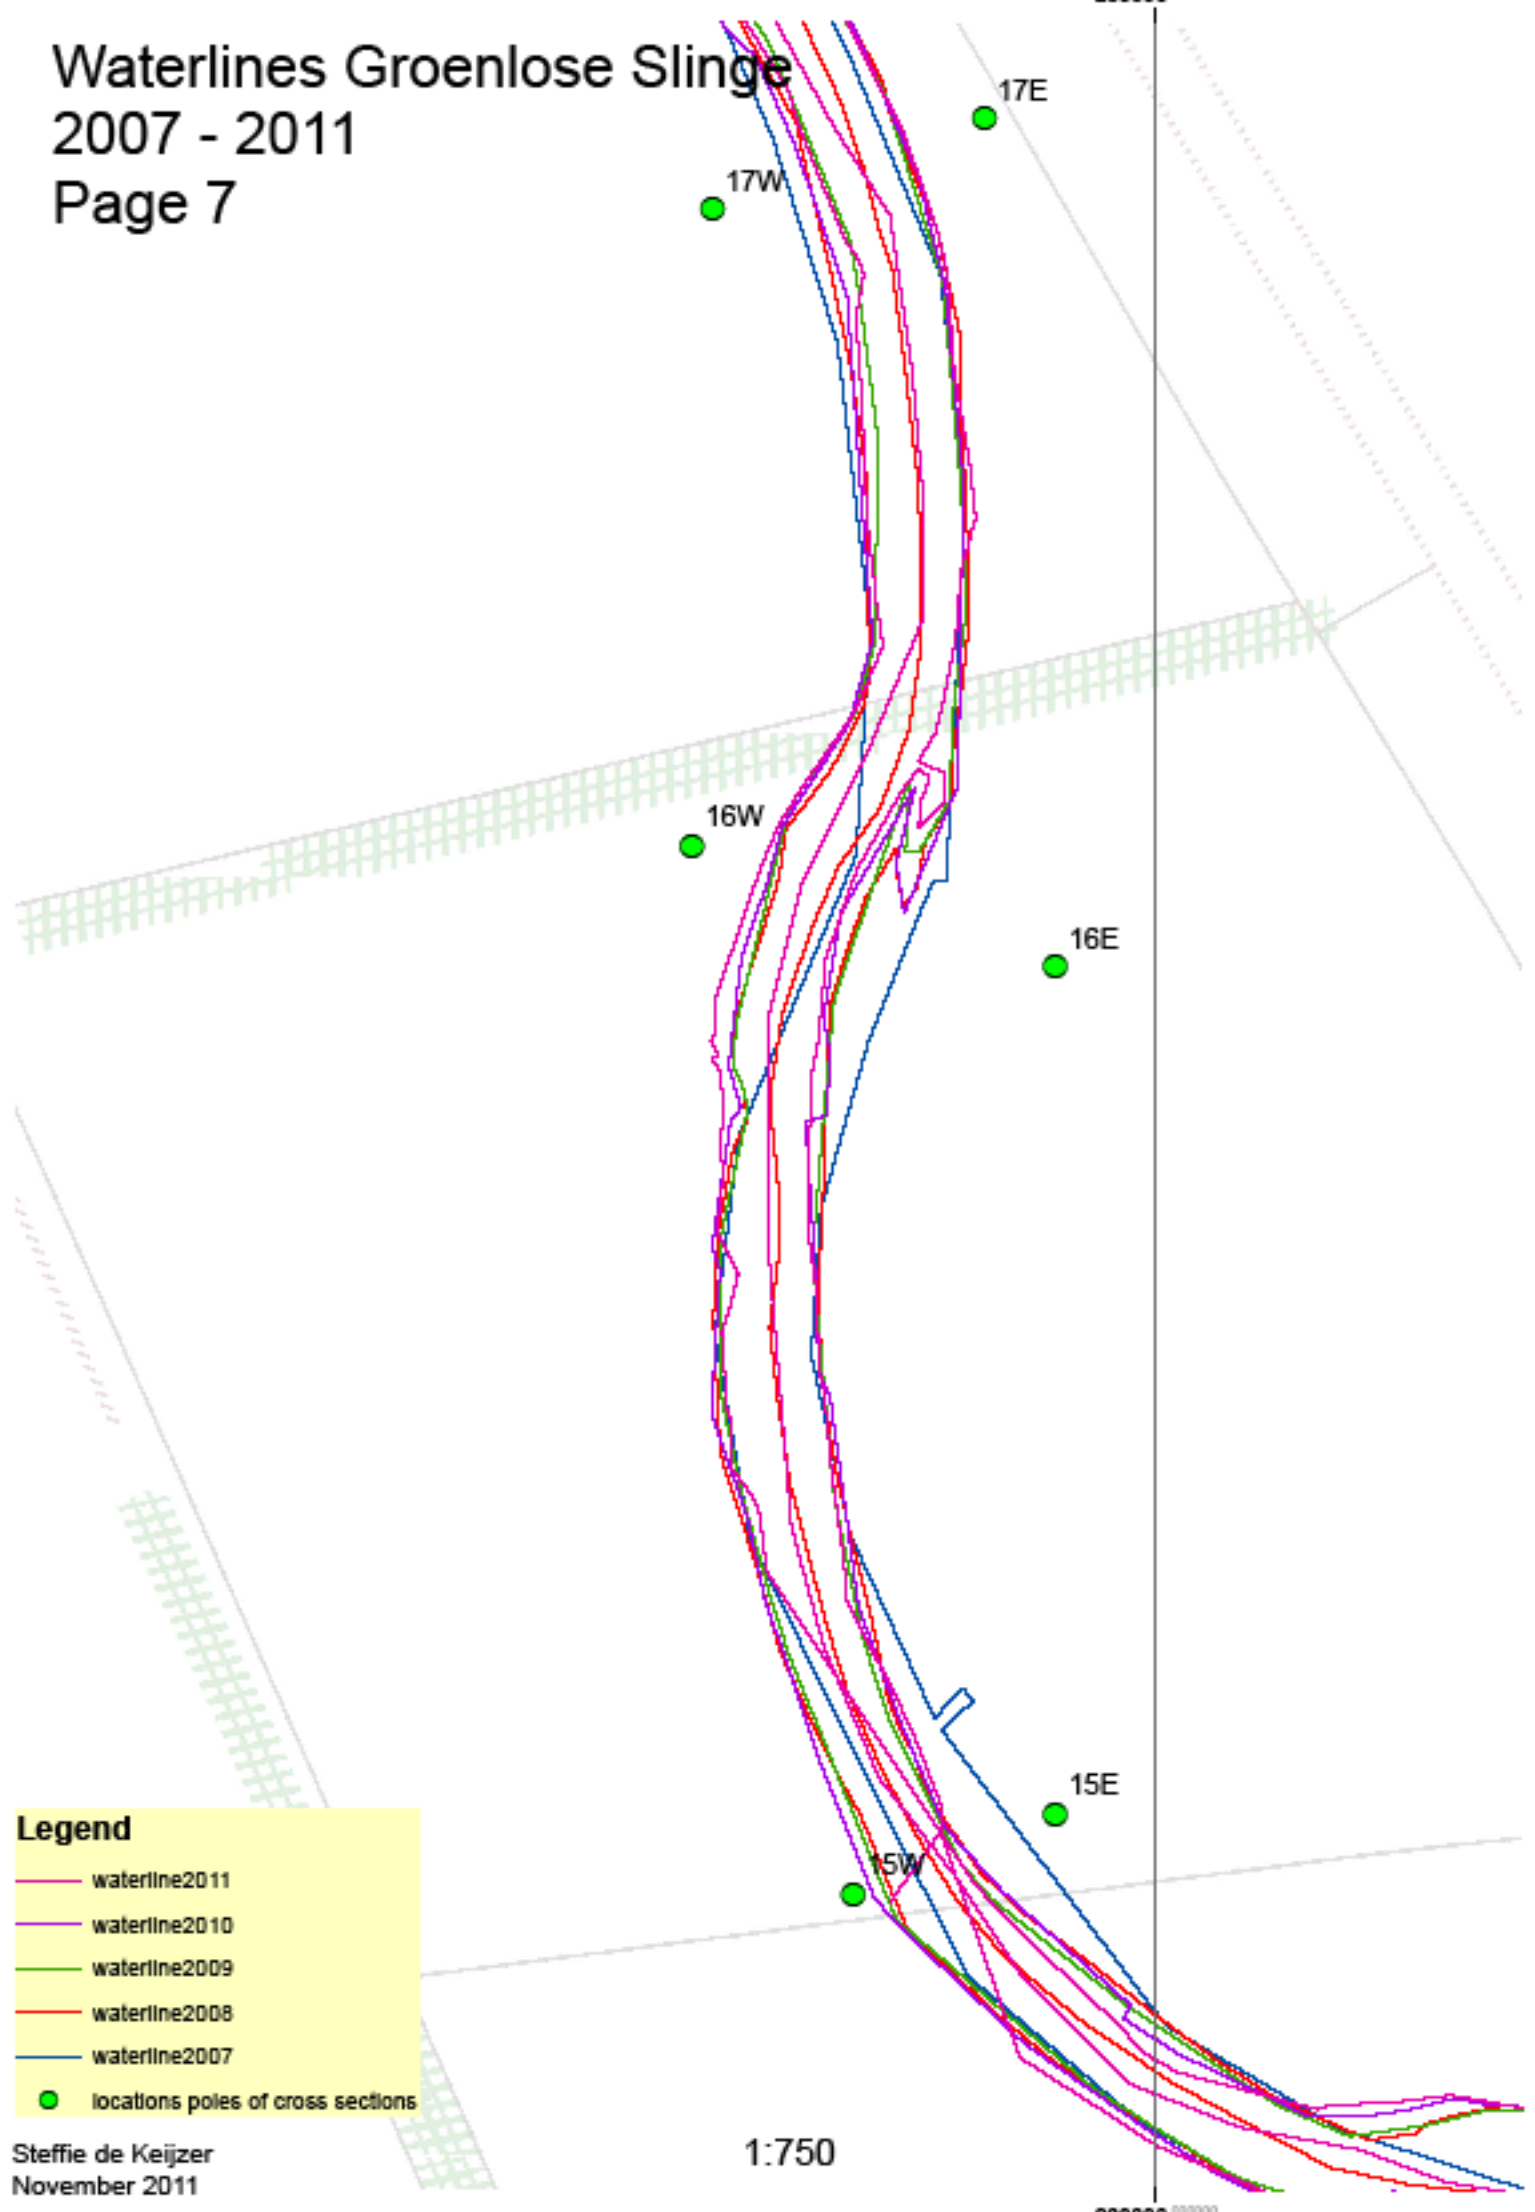 Waterlines Groenlose Slinge
2007 - 2011
Page 7
17E
17W
16W
16E
15E
15W
Legend
waterline2011
waterline2010
waterline2009
waterline2008
waterline2007
locations poles of cross sections
Steffie de Keijzer
November 2011
1:750